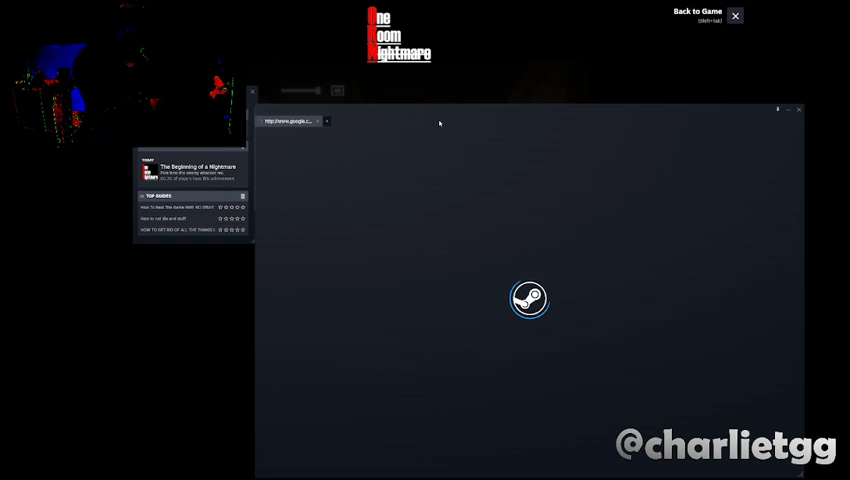 One
Room
Nightmare
Back to Game
(Shift+tab)
http://www.google.c...
TODAY
The Beginning of a Nightmare
TOP GUIDES
How To Beat The Game With NO Effort!
How to not die and stuff
HOW TO GET RID OF ALL THE THINGS A
@charlietgg